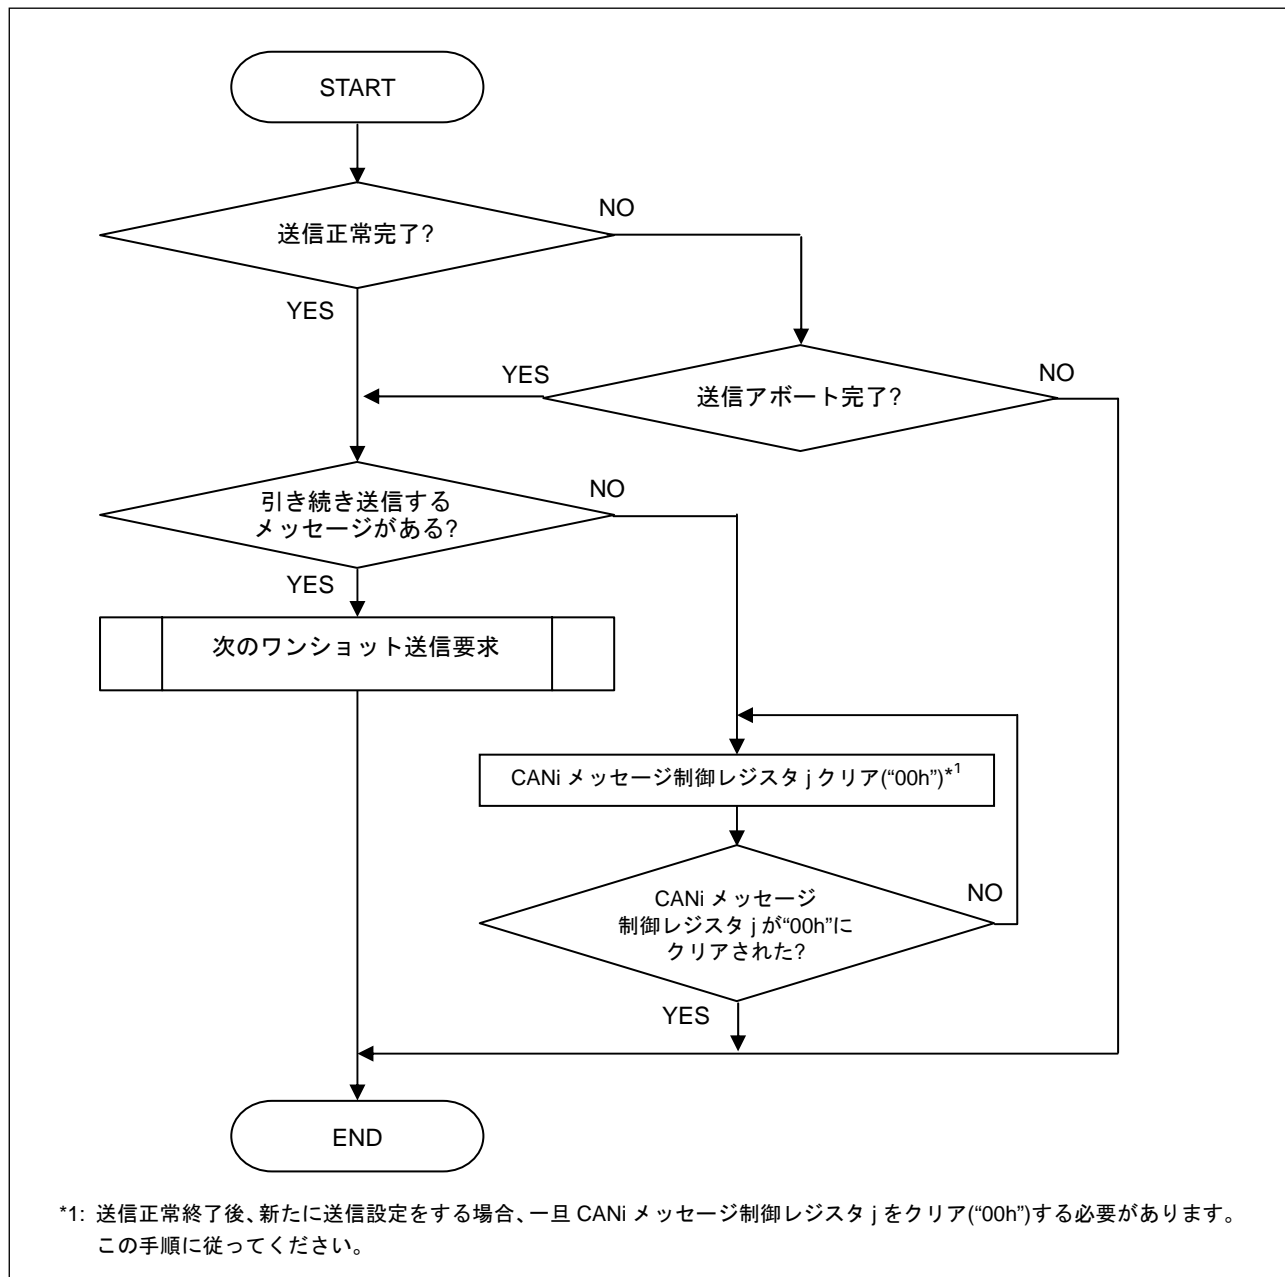 START
送信正常完了?
NO
YES
送信アボート完了?
YES
NO
引き続き送信する
メッセージがある?
NO
YES
次のワンショット送信要求
CANi メッセージ制御レジスタ j クリア(“00h”)*1
CANi メッセージ
制御レジスタ j が“00h”に
クリアされた?
NO
YES
END
*1: 送信正常終了後、新たに送信設定をする場合、一旦 CANi メッセージ制御レジスタ j をクリア(“00h”)する必要があります。
この手順に従ってください。